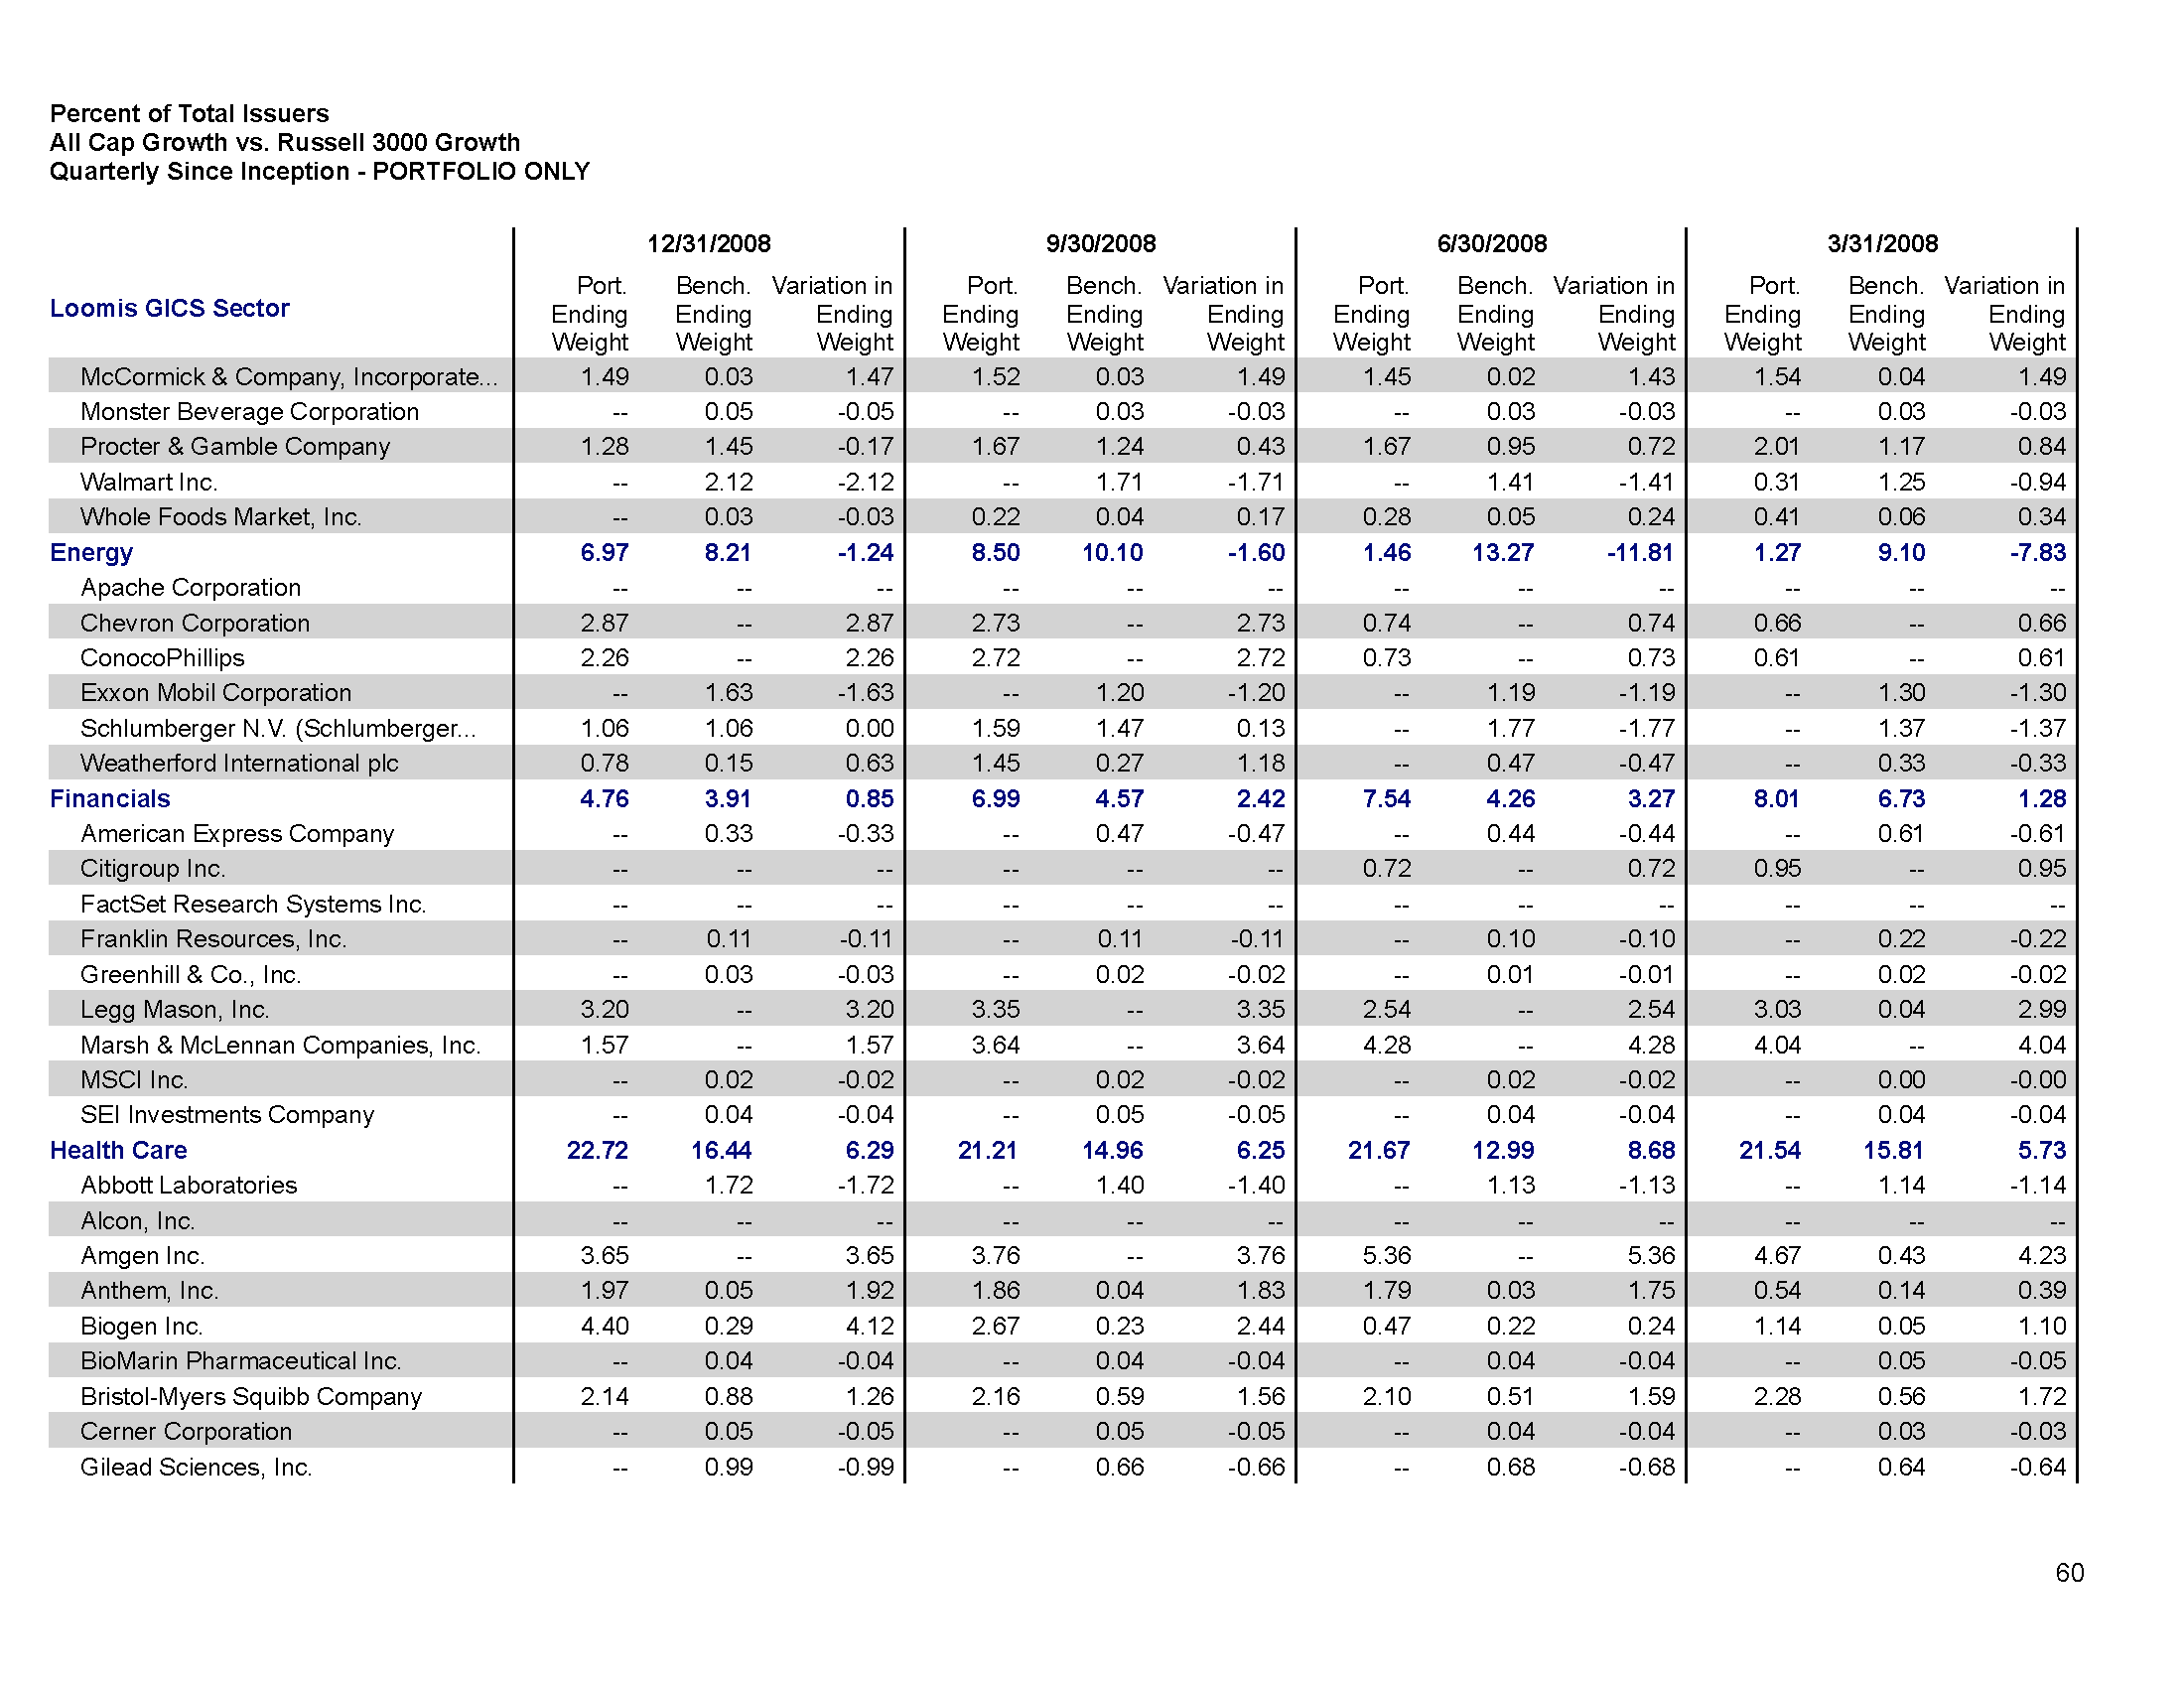 Percent of Total Issuers
All Cap Growth vs. Russell 3000 Growth
Quarterly Since Inception - PORTFOLIO ONLY
12/31/2008 9/30/2008 6/30/2008 3/31/2008
Loomis GICS Sector
Port. Bench. Variation in Port. Bench. Variation in Port. Bench. Variation in Port. Bench. Variation in
Ending Ending Ending Ending Ending Ending Ending Ending Ending Ending Ending Ending
Weight Weight Weight Weight Weight Weight Weight Weight Weight Weight Weight Weight
McCormick & Company, Incorporate... 1.49 0.03 1.47 1.52 0.03 1.49 1.45 0.02 1.43 1.54 0.04 1.49
Monster Beverage Corporation -- 0.05 -0.05 -- 0.03 -0.03 -- 0.03 -0.03 -- 0.03 -0.03
Procter & Gamble Company 1.28 1.45 -0.17 1.67 1.24 0.43 1.67 0.95 0.72 2.01 1.17 0.84
Walmart Inc. -- 2.12 -2.12 -- 1.71 -1.71 -- 1.41 -1.41 0.31 1.25 -0.94
Whole Foods Market, Inc. -- 0.03 -0.03 0.22 0.04 0.17 0.28 0.05 0.24 0.41 0.06 0.34
Energy 6.97 8.21 -1.24 8.50 10.10 -1.60 1.46 13.27 -11.81 1.27 9.10 -7.83
Apache Corporation -- -- -- -- -- -- -- -- -- -- -- --
Chevron Corporation 2.87 -- 2.87 2.73 -- 2.73 0.74 -- 0.74 0.66 -- 0.66
ConocoPhillips 2.26 -- 2.26 2.72 -- 2.72 0.73 -- 0.73 0.61 -- 0.61
Exxon Mobil Corporation -- 1.63 -1.63 -- 1.20 -1.20 -- 1.19 -1.19 -- 1.30 -1.30
Schlumberger N.V. (Schlumberger... 1.06 1.06 0.00 1.59 1.47 0.13 -- 1.77 -1.77 -- 1.37 -1.37
Weatherford International plc 0.78 0.15 0.63 1.45 0.27 1.18 -- 0.47 -0.47 -- 0.33 -0.33
Financials 4.76 3.91 0.85 6.99 4.57 2.42 7.54 4.26 3.27 8.01 6.73 1.28
American Express Company -- 0.33 -0.33 -- 0.47 -0.47 -- 0.44 -0.44 -- 0.61 -0.61
Citigroup Inc. -- -- -- -- -- -- 0.72 -- 0.72 0.95 -- 0.95
FactSet Research Systems Inc. -- -- -- -- -- -- -- -- -- -- -- --
Franklin Resources, Inc. -- 0.11 -0.11 -- 0.11 -0.11 -- 0.10 -0.10 -- 0.22 -0.22
Greenhill & Co., Inc. -- 0.03 -0.03 -- 0.02 -0.02 -- 0.01 -0.01 -- 0.02 -0.02
Legg Mason, Inc. 3.20 -- 3.20 3.35 -- 3.35 2.54 -- 2.54 3.03 0.04 2.99
Marsh & McLennan Companies, Inc. 1.57 -- 1.57 3.64 -- 3.64 4.28 -- 4.28 4.04 -- 4.04
MSCI Inc. -- 0.02 -0.02 -- 0.02 -0.02 -- 0.02 -0.02 -- 0.00 -0.00
SEI Investments Company -- 0.04 -0.04 -- 0.05 -0.05 -- 0.04 -0.04 -- 0.04 -0.04
Health Care 22.72 16.44 6.29 21.21 14.96 6.25 21.67 12.99 8.68 21.54 15.81 5.73
Abbott Laboratories -- 1.72 -1.72 -- 1.40 -1.40 -- 1.13 -1.13 -- 1.14 -1.14
Alcon, Inc. -- -- -- -- -- -- -- -- -- -- -- --
Amgen Inc. 3.65 -- 3.65 3.76 -- 3.76 5.36 -- 5.36 4.67 0.43 4.23
Anthem, Inc. 1.97 0.05 1.92 1.86 0.04 1.83 1.79 0.03 1.75 0.54 0.14 0.39
Biogen Inc. 4.40 0.29 4.12 2.67 0.23 2.44 0.47 0.22 0.24 1.14 0.05 1.10
BioMarin Pharmaceutical Inc. -- 0.04 -0.04 -- 0.04 -0.04 -- 0.04 -0.04 -- 0.05 -0.05
Bristol-Myers Squibb Company 2.14 0.88 1.26 2.16 0.59 1.56 2.10 0.51 1.59 2.28 0.56 1.72
Cerner Corporation -- 0.05 -0.05 -- 0.05 -0.05 -- 0.04 -0.04 -- 0.03 -0.03
Gilead Sciences, Inc. -- 0.99 -0.99 -- 0.66 -0.66 -- 0.68 -0.68 -- 0.64 -0.64
60